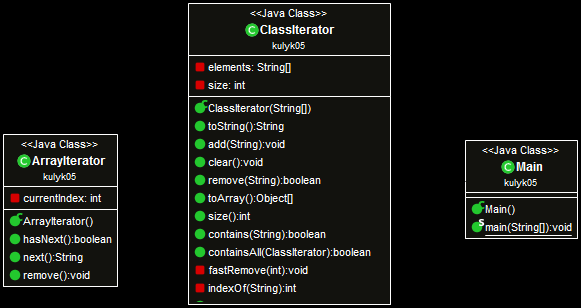 <<Java Class>>
ArrayIterator
kulyk05
currentIndex: int
ArrayIterator()
hasNext():boolean
next():String
remove():void
<<Java Class>>
ClassIterator
kulyk05
elements: String[]
size: int
ClassIterator(String[])
toString():String
add(String):void
clear():void
remove(String):boolean
toArray():Object[]
size():int
contains(String):boolean
containsAll(ClassIterator):boolean
fastRemove(int):void
indexOf(String):int
<<Java Class>>
Main
kulyk05
Main()
main(String[]):void